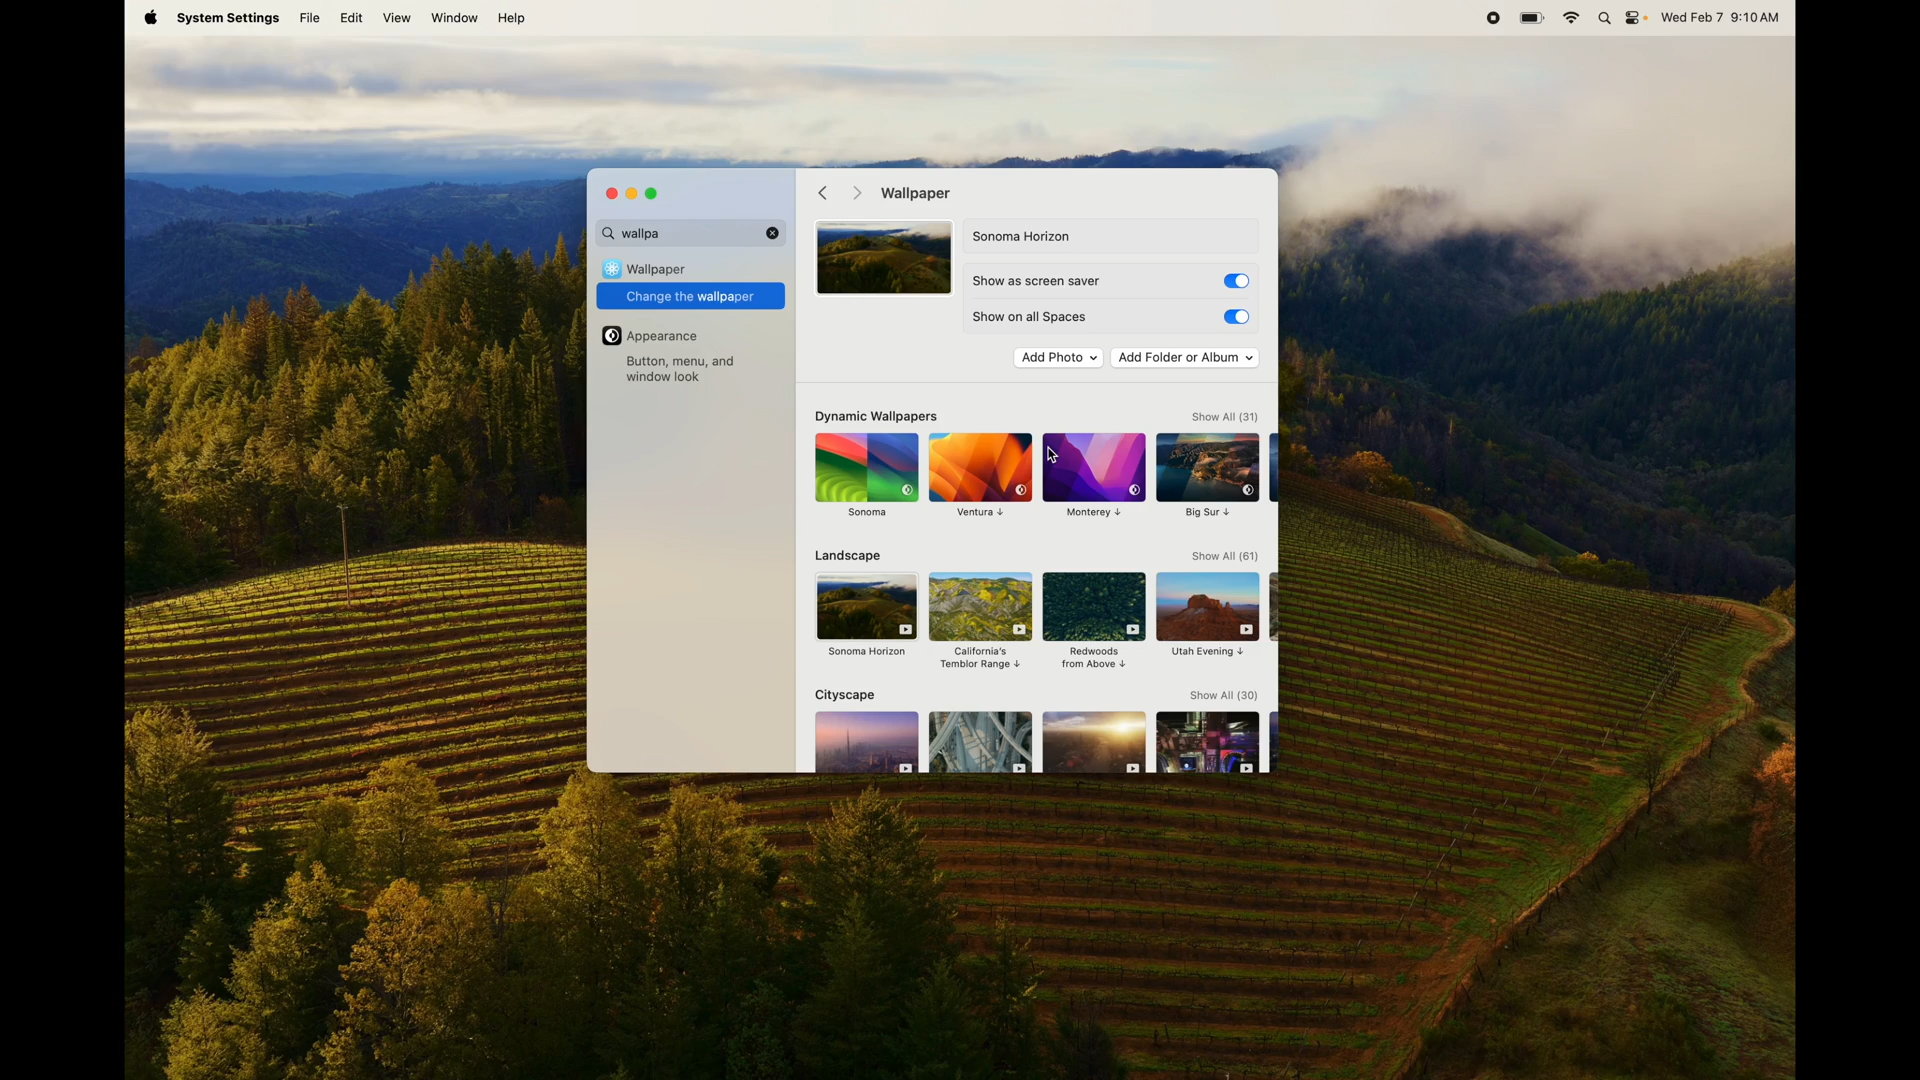 System Settings File Edit View Window Help Wed Feb 7 9:10 AM
Wallpaper
wallpa
Sonoma Horizon
Wallpaper
Show as screen saver
Change the wallpaper
Show on all Spaces
Appearance
Button, menu, and
window look
Add Photo Add Folder or Album
Dynamic Wallpapers Show All (31)
Sonoma Ventura ↓ Monterey ↓ Big Sur ↓
Landscape Show All (61)
Sonoma Horizon California's Redwoods Utah Evening ↓
Temblor Range ↓ from Above ↓
Cityscape Show All (30)